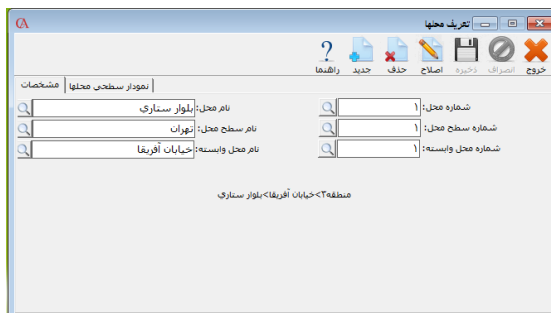 تعریف محلها
خروج انصراف ذخیره اصلاح حذف جدید راهنما
مشخصات نمودار سطحی محلها
شماره محل: ۱ نام محل: بلوار ستاري
شماره سطح محل: ۱ نام سطح محل: تهران
شماره محل وابسته: ۱ نام محل وابسته: خیابان آفریقا
منطقه۳>خیابان آفریقا>بلوار ستاري